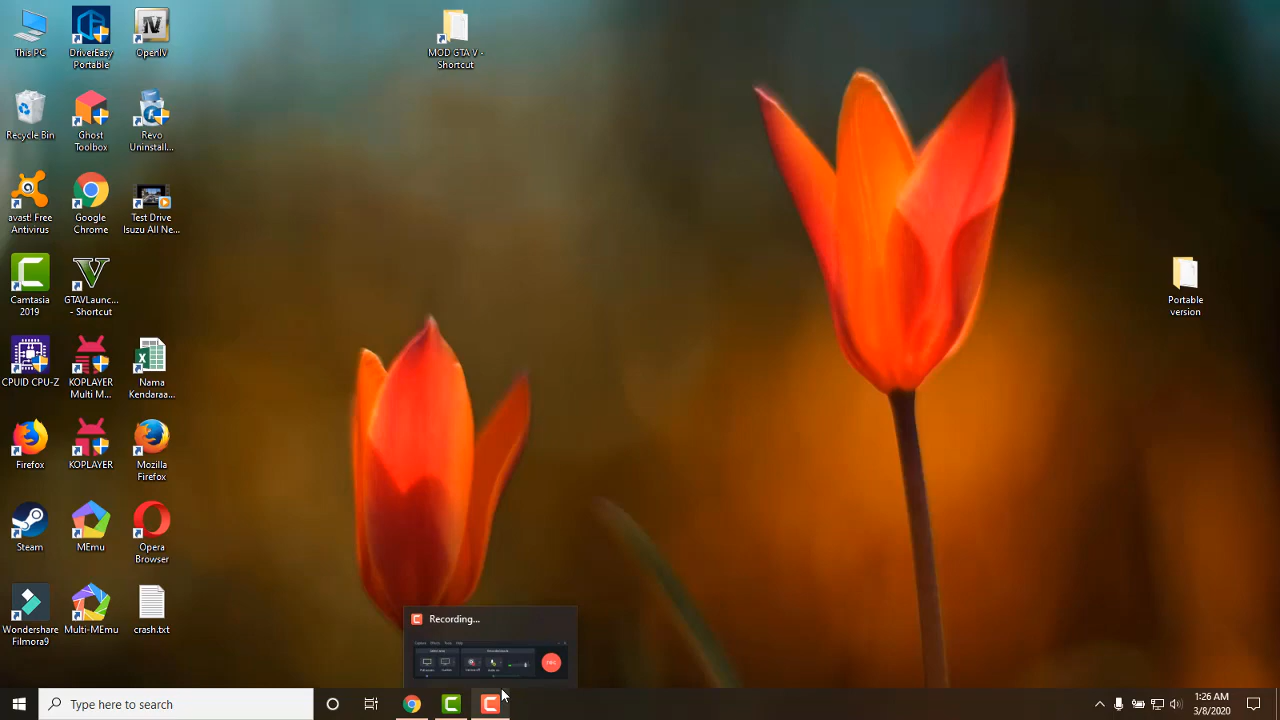 This PC
DriverEasy
Portable
OpenIV
MOD GTA V -
Shortcut
Recycle Bin
Ghost
Toolbox
Revo
Uninstall...
avast! Free
Antivirus
Google
Chrome
Test Drive
Isuzu All Ne...
Camtasia
2019
GTAVLaunc...
- Shortcut
Portable
version
CPUID CPU-Z
KOPLAYER
Multi M...
Nama
Kendaraa...
Firefox
KOPLAYER
Mozilla
Firefox
Steam
MEmu
Opera
Browser
Wondershare
Filmora9
Multi-MEmu
crash.txt
Recording...
Type here to search
1:26 AM
3/8/2020